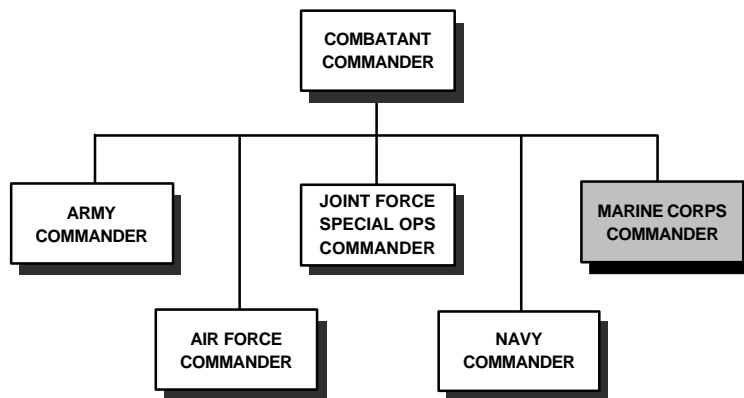 COMBATANT
COMMANDER
ARMY
COMMANDER
JOINT FORCE
SPECIAL OPS
COMMANDER
MARINE CORPS
COMMANDER
AIR FORCE
COMMANDER
NAVY
COMMANDER